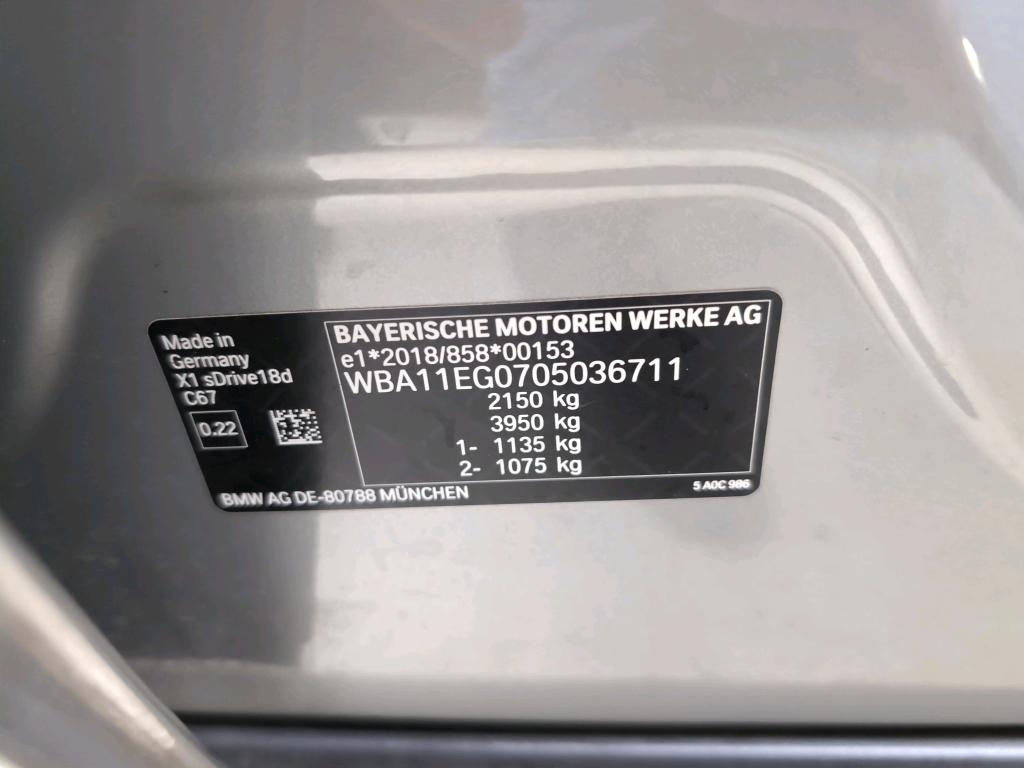 Made in
Germany
X1 sDrive18d
C67
0.22
BAYERISCHE MOTOREN WERKE AG
e1*2018/858*00153
WBA11EG0705036711
2150 kg
3950 kg
1- 1135 kg
2- 1075 kg
BMW AG DE-80788 MÜNCHEN
5 A0C 986